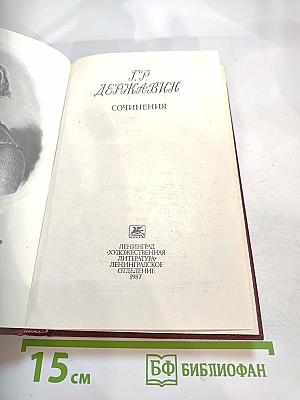 Г.Р.
ДЕРЖАВИН
СОЧИНЕНИЯ
ЛЕНИНГРАД
«ХУДОЖЕСТВЕННАЯ
ЛИТЕРАТУРА»
ЛЕНИНГРАДСКОЕ
ОТДЕЛЕНИЕ
1987
15 см
БФ БИБЛИОФАН